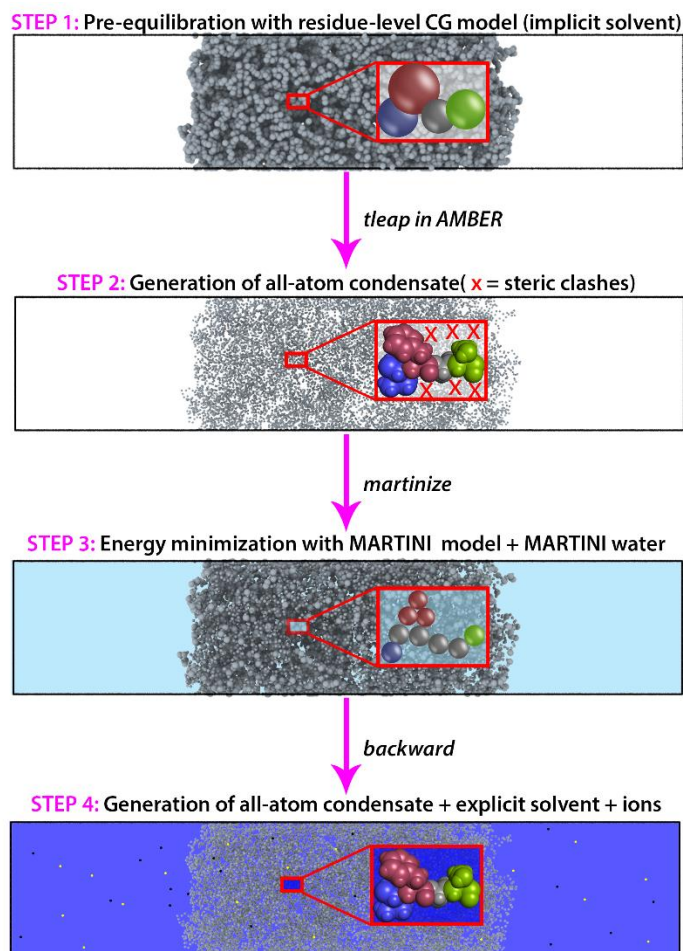 STEP 1: Pre-equilibration with residue-level CG model (implicit solvent)
tleap in AMBER
STEP 2: Generation of all-atom condensate( x = steric clashes)
X X X
X X X
martinize
STEP 3: Energy minimization with MARTINI model + MARTINI water
backward
STEP 4: Generation of all-atom condensate + explicit solvent + ions